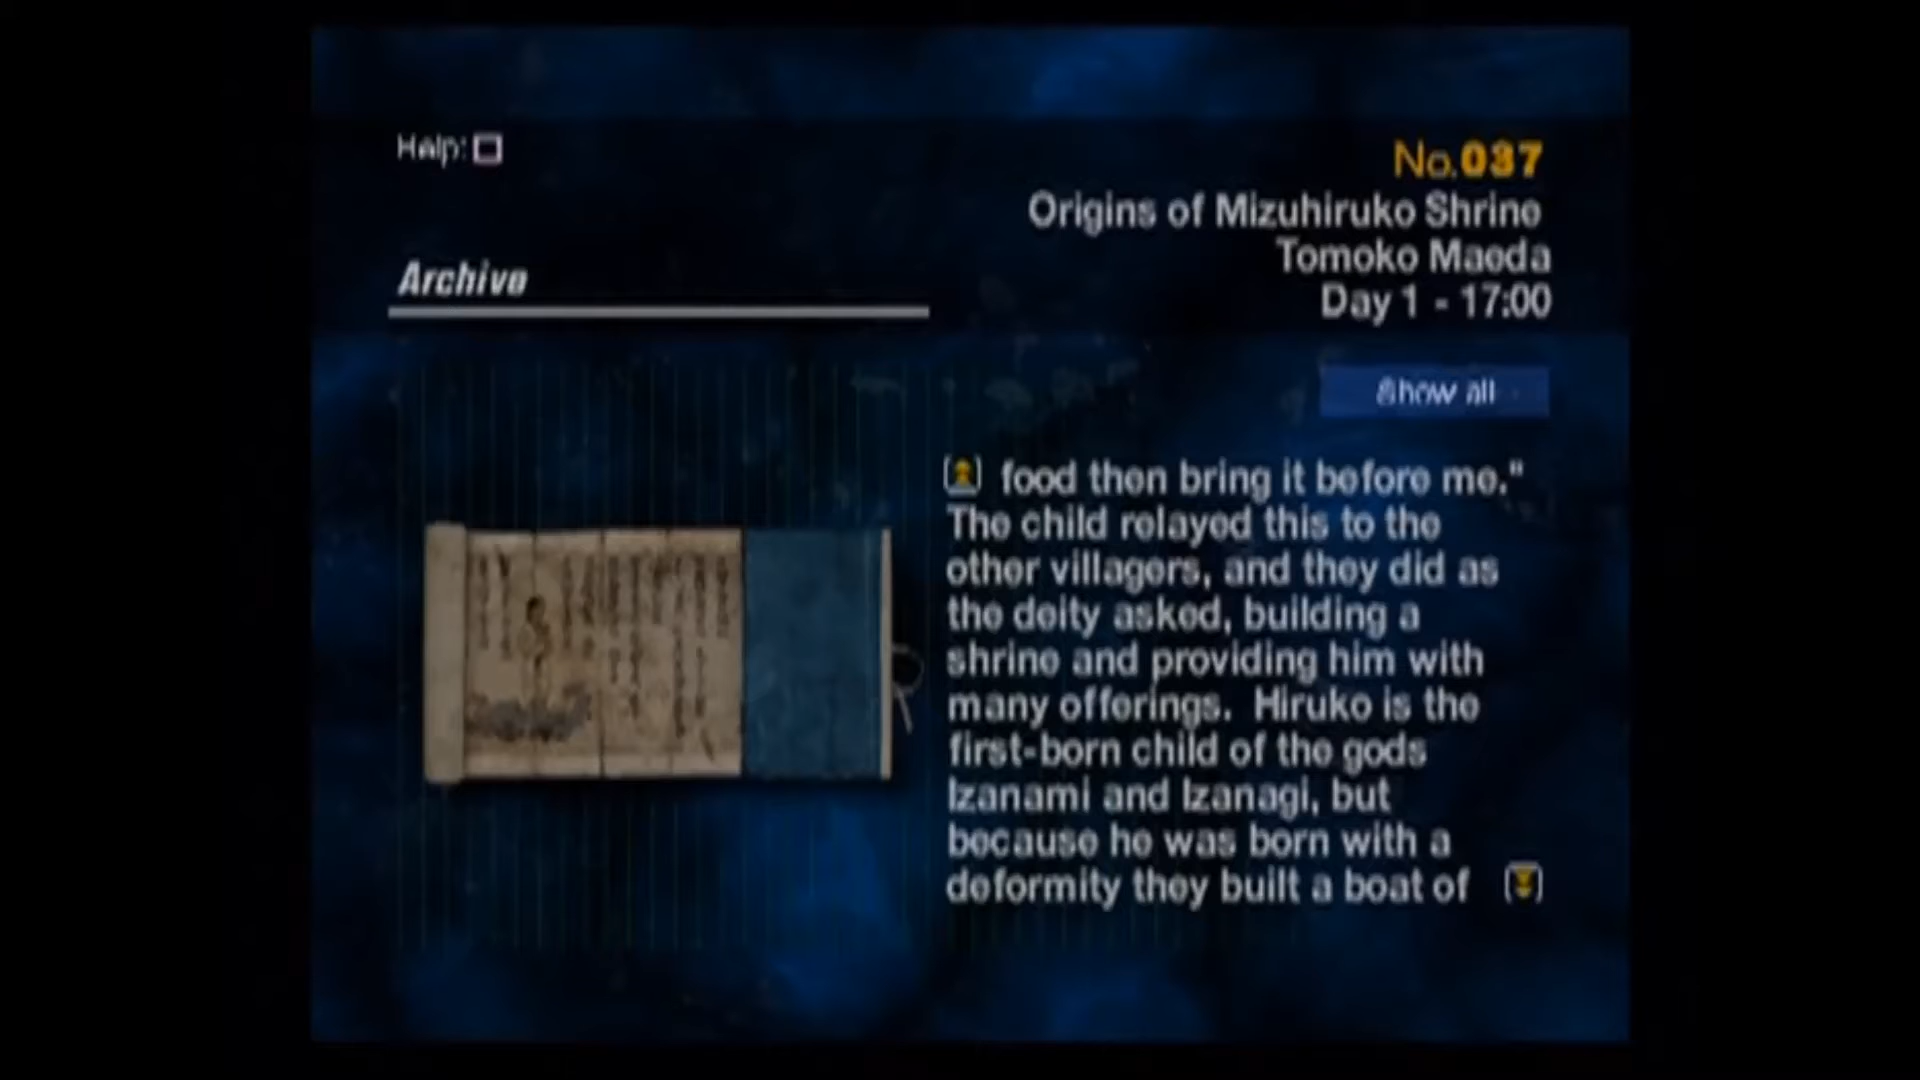 Help:
No.037
Origins of Mizuhiruko Shrine
Tomoko Maeda
Day 1 - 17:00
Archive
Show all
food then bring it before me."
The child relayed this to the
other villagers, and they did as
the deity asked, building a
shrine and providing him with
many offerings. Hiruko is the
first-born child of the gods
Izanami and Izanagi, but
because he was born with a
deformity they built a boat of